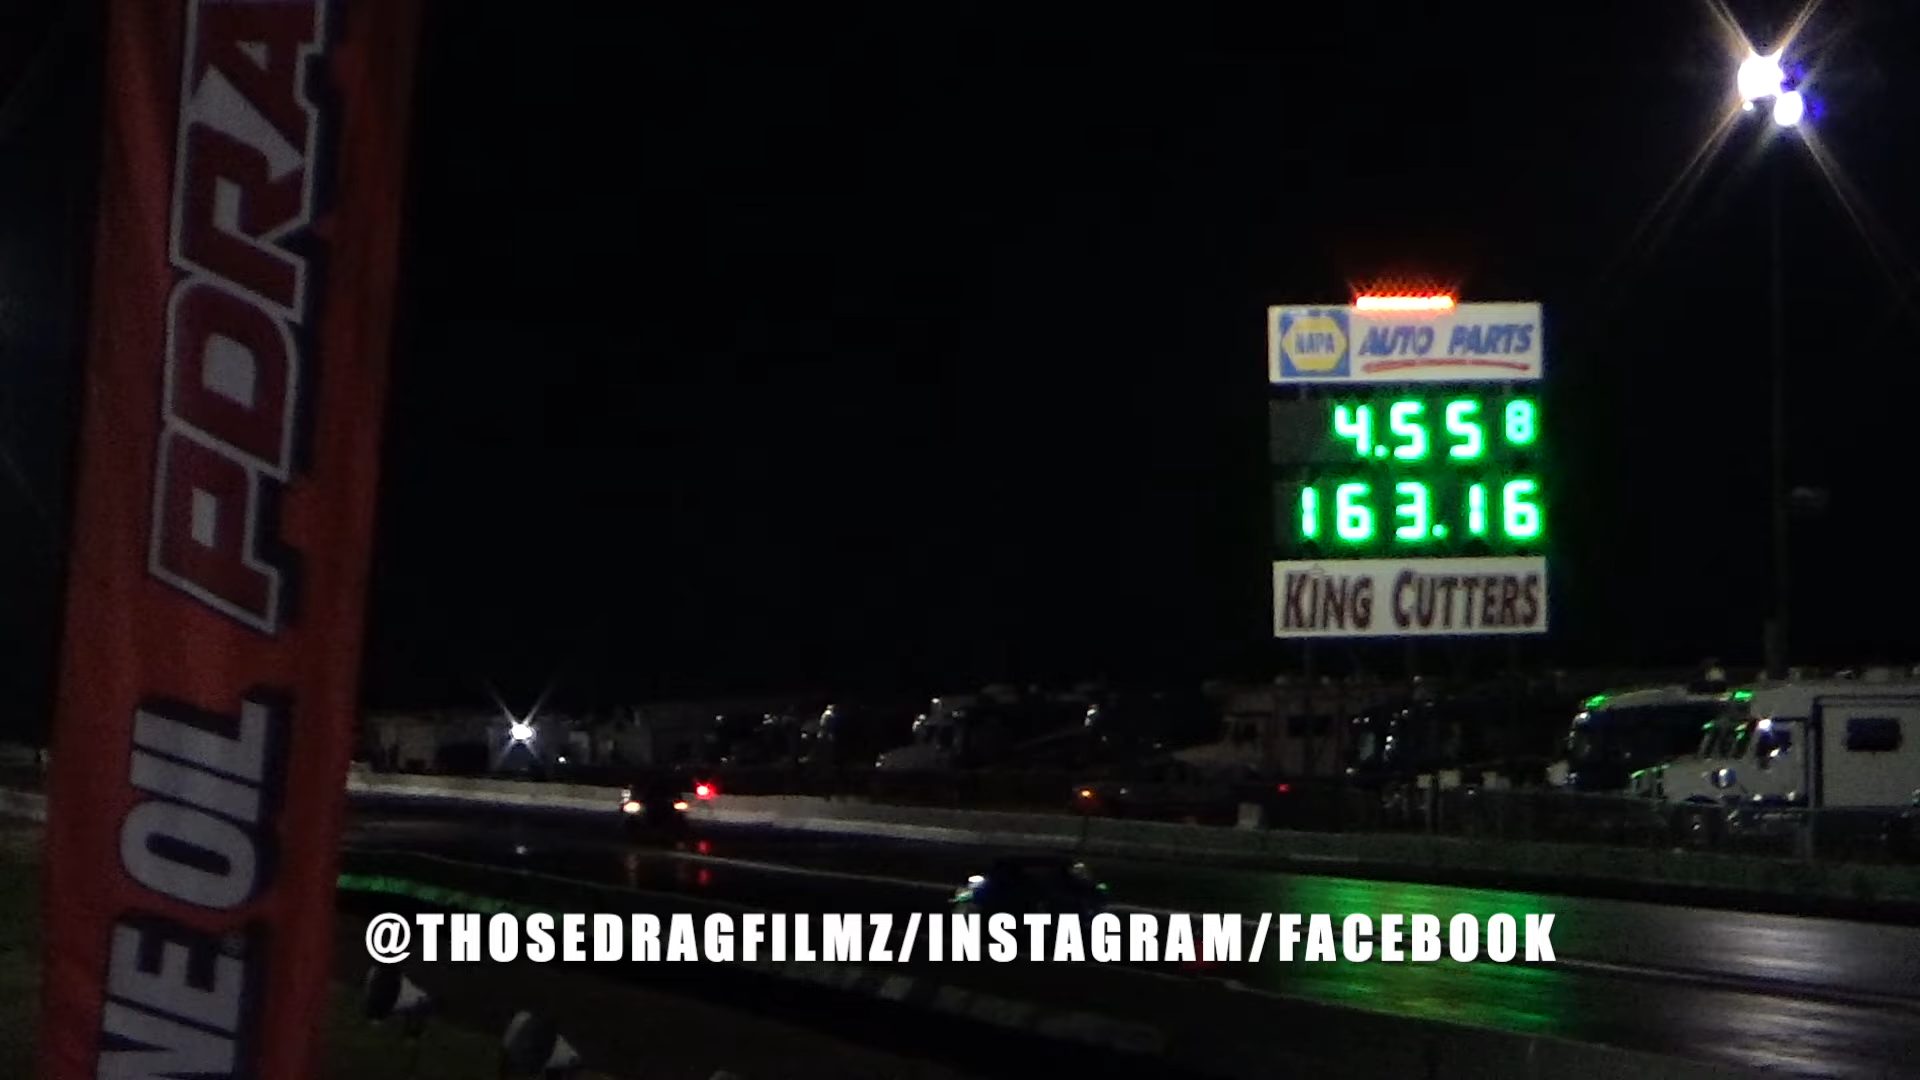 PDRA
NE OIL
NAPA AUTO PARTS
4.558
163.16
KING CUTTERS
@THOSEDRAGFILMZ/INSTAGRAM/FACEBOOK